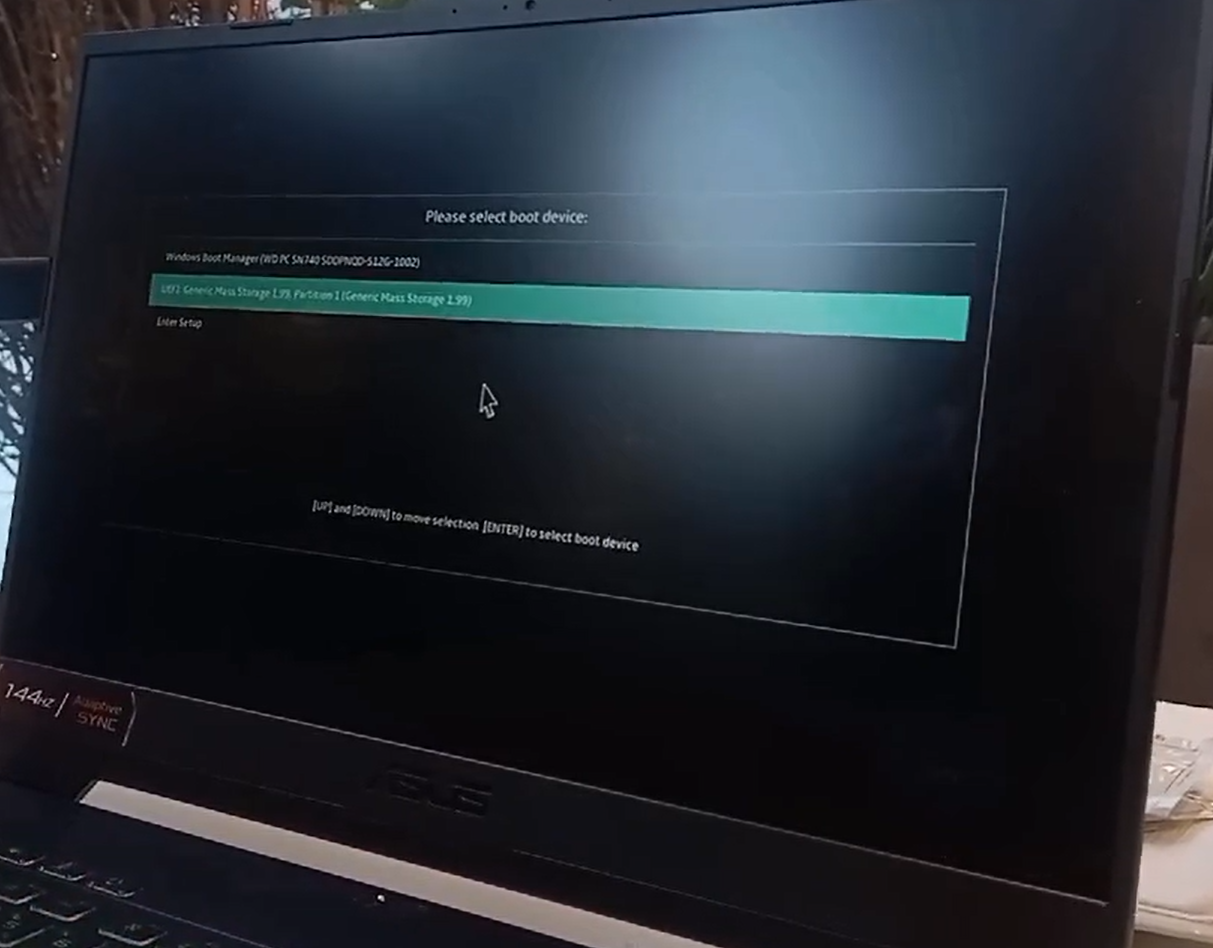 Please select boot device:
Windows Boot Manager (WD PC SN740 SDDPNQD-512G-1002)
UEFI: Generic Mass Storage 1.99, Partition 1 (Generic Mass Storage 1.99)
Enter Setup
[UP] and [DOWN] to move selection [ENTER] to select boot device
144Hz
Adaptive
SYNC
ASUS